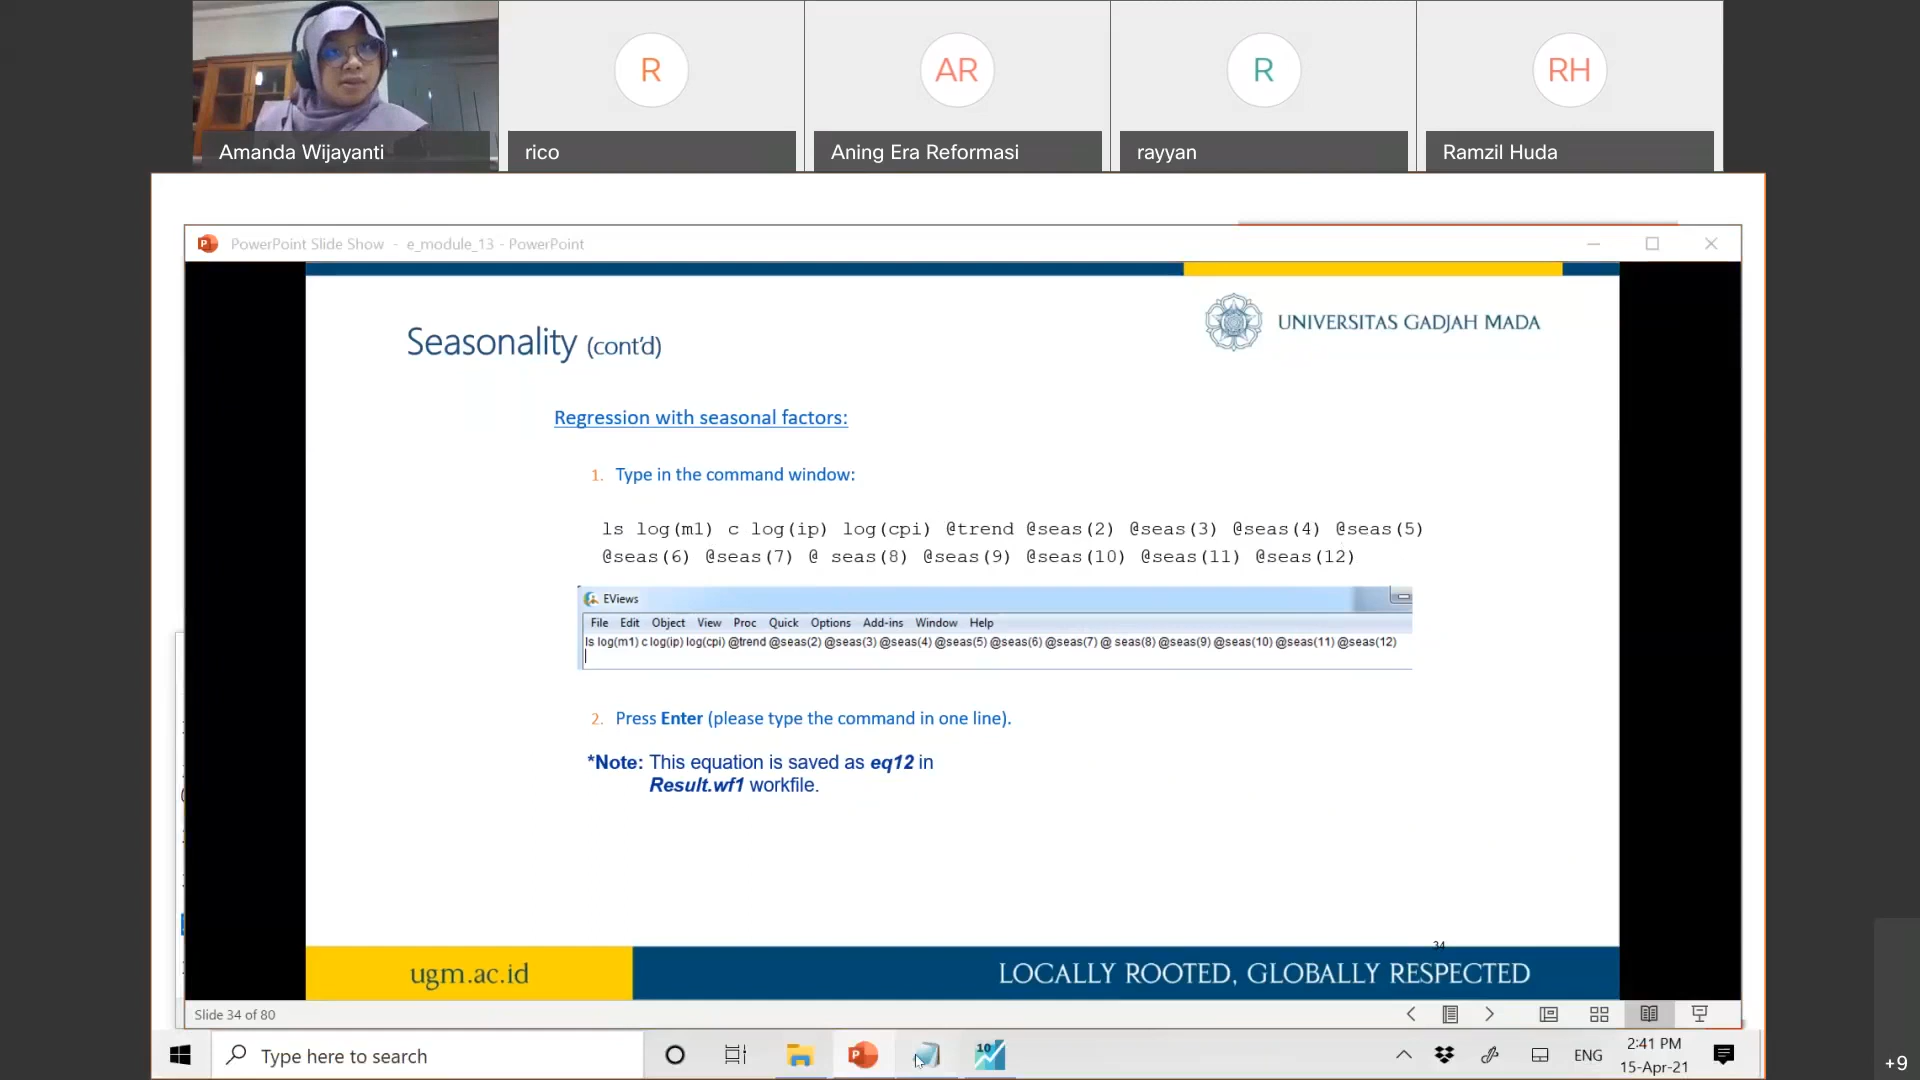 R
AR
R
RH
Amanda Wijayanti
rico
Aning Era Reformasi
rayyan
Ramzil Huda
PowerPoint Slide Show - e_module_13 - PowerPoint
UNIVERSITAS GADJAH MADA
Seasonality (cont'd)
Regression with seasonal factors:
1. Type in the command window:
ls log(m1) c log(ip) log(cpi) @trend @seas(2) @seas(3) @seas(4) @seas(5)
@seas(6) @seas(7) @ seas(8) @seas(9) @seas(10) @seas(11) @seas(12)
EViews
File Edit Object View Proc Quick Options Add-ins Window Help
ls log(m1) c log(ip) log(cpi) @trend @seas(2) @seas(3) @seas(4) @seas(5) @seas(6) @seas(7) @ seas(8) @seas(9) @seas(10) @seas(11) @seas(12)
2. Press Enter (please type the command in one line).
*Note: This equation is saved as eq12 in
Result.wf1 workfile.
34
ugm.ac.id
LOCALLY ROOTED, GLOBALLY RESPECTED
Slide 34 of 80
Type here to search
10
ENG
2:41 PM
15-Apr-21
+9